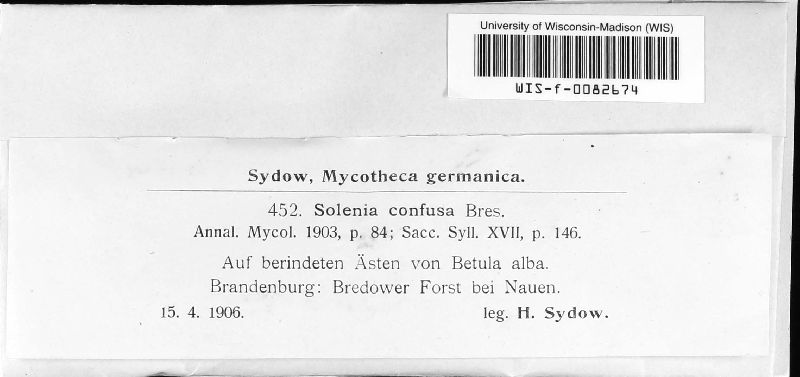 University of Wisconsin-Madison (WIS)
WIS-f-0082674
Sydow, Mycotheca germanica.
452. Solenia confusa Bres.
Annal. Mycol. 1903, p. 84; Sacc. Syll. XVII, p. 146.
Auf berindeten Ästen von Betula alba.
Brandenburg: Bredower Forst bei Nauen.
15. 4. 1906. leg. H. Sydow.